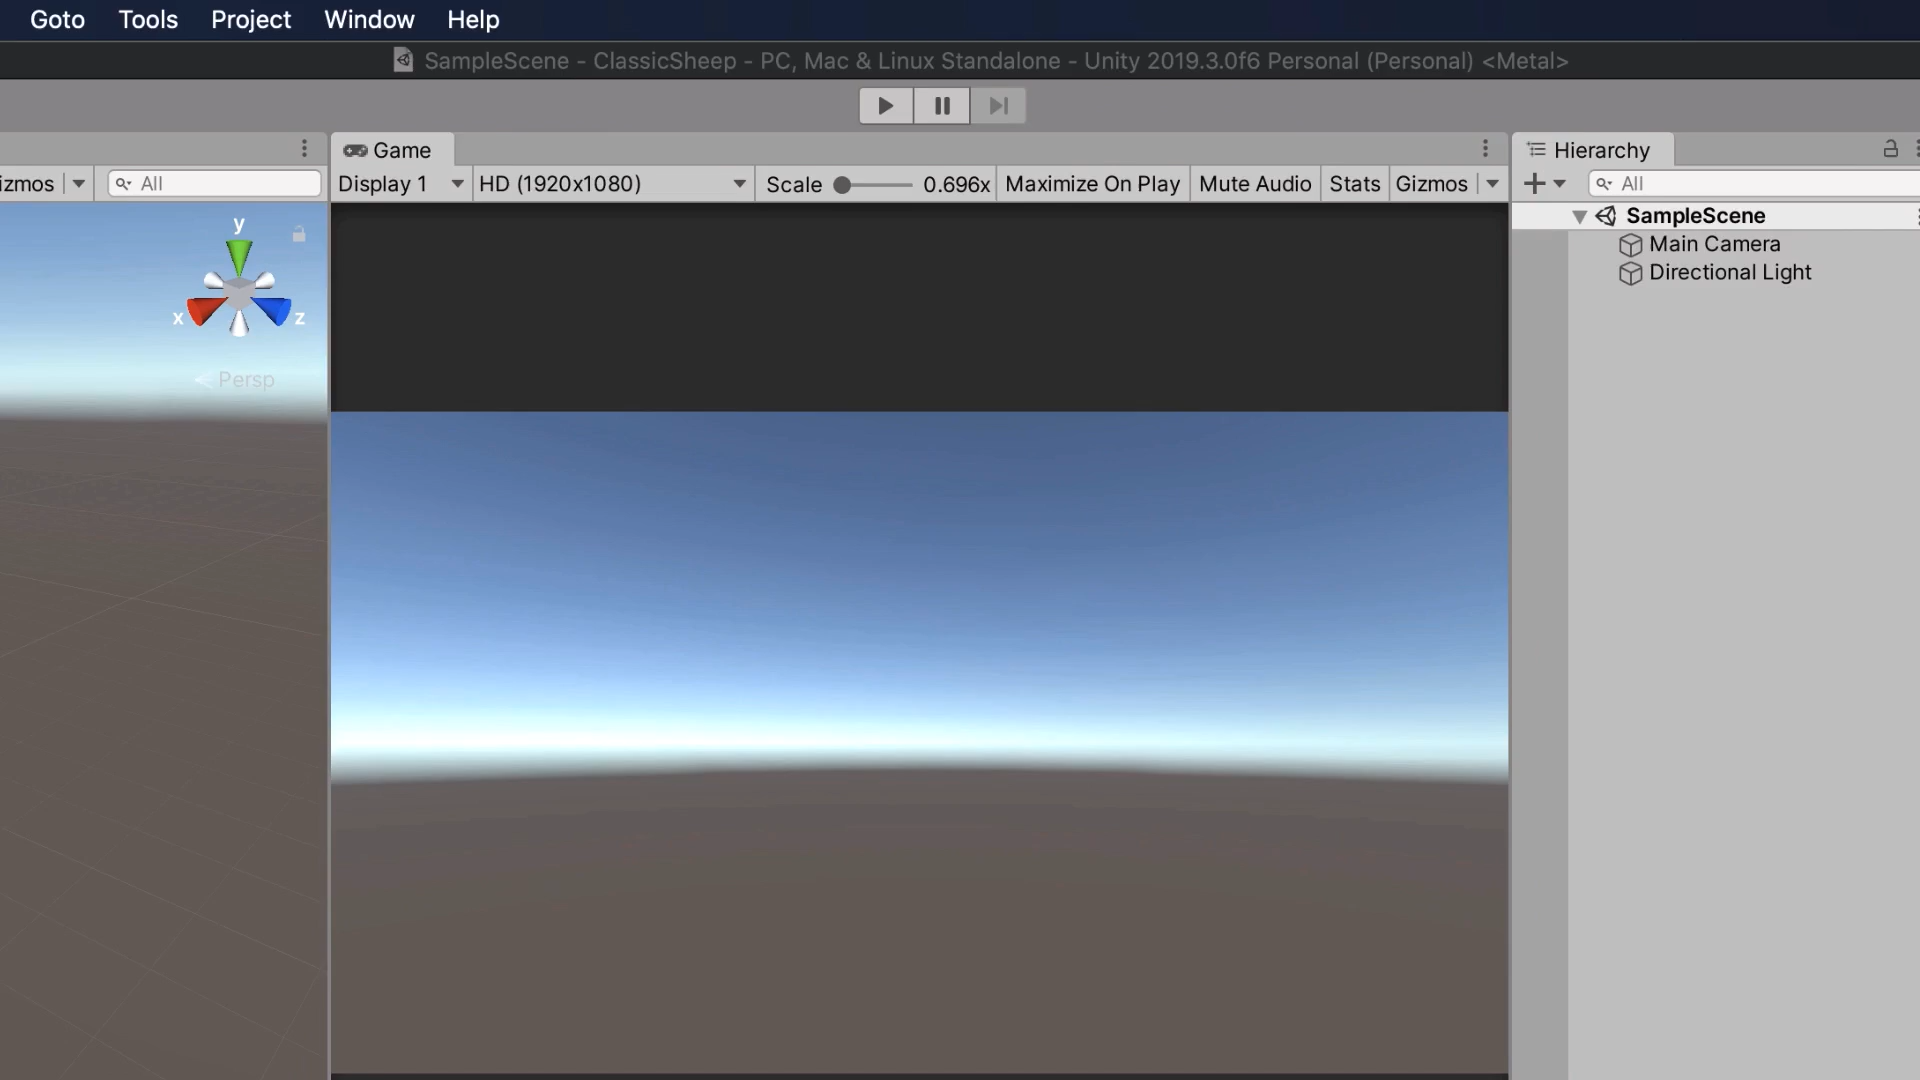 Goto Tools Project Window Help
SampleScene - ClassicSheep - PC, Mac & Linux Standalone - Unity 2019.3.0f6 Personal (Personal) <Metal>
Game
Hierarchy
izmos All
Display 1 HD (1920x1080) Scale 0.696x Maximize On Play Mute Audio Stats Gizmos
All
SampleScene
Main Camera
Directional Light
y
x z
Persp